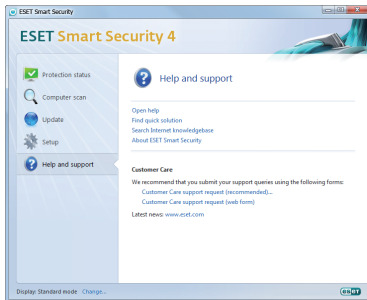 ESET Smart Security
ESET Smart Security 4
Protection status
Computer scan
Update
Setup
Help and support
Help and support
Open help
Find quick solution
Search Internet knowledgebase
About ESET Smart Security
Customer Care
We recommend that you submit your support queries using the following forms:
Customer Care support request (recommended)...
Customer Care support request (web form)
Latest news: www.eset.com
Display: Standard mode Change...
eset